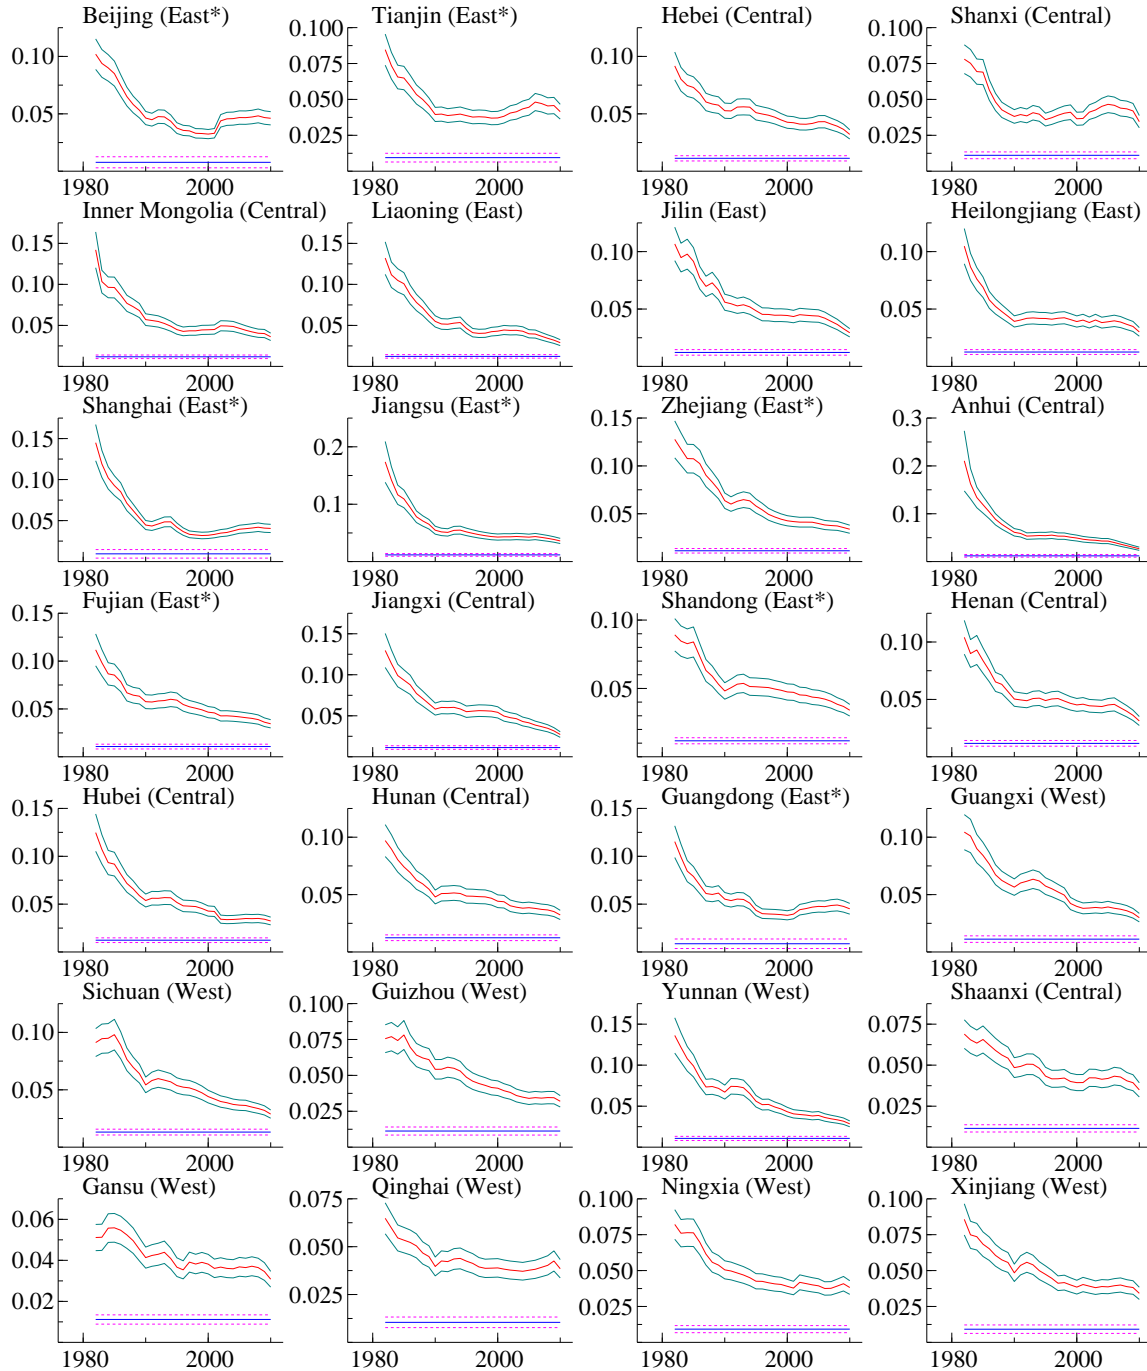 Beijing (East*) Tianjin (East*) Hebei (Central) Shanxi (Central)
0.10 0.100 0.10 0.100
0.075 0.075
0.05 0.050 0.05 0.050
0.025 0.025
1980 2000 1980 2000 1980 2000 1980 2000
Inner Mongolia (Central) Liaoning (East) Jilin (East) Heilongjiang (East)
0.15 0.15 0.10 0.10
0.10 0.10
0.05 0.05 0.05 0.05
1980 2000 1980 2000 1980 2000 1980 2000
Shanghai (East*) Jiangsu (East*) Zhejiang (East*) Anhui (Central)
0.15 0.2 0.15 0.3
0.10 0.10 0.2
0.05 0.1 0.05 0.1
1980 2000 1980 2000 1980 2000 1980 2000
Fujian (East*) Jiangxi (Central) Shandong (East*) Henan (Central)
0.15 0.15 0.10 0.10
0.10 0.10
0.05 0.05 0.05 0.05
1980 2000 1980 2000 1980 2000 1980 2000
Hubei (Central) Hunan (Central) Guangdong (East*) Guangxi (West)
0.15 0.10 0.15 0.15
0.10 0.10 0.10
0.05 0.05 0.05 0.05
1980 2000 1980 2000 1980 2000 1980 2000
Sichuan (West) Guizhou (West) Yunnan (West) Shaanxi (Central)
0.10 0.100 0.15 0.075
0.075 0.10 0.050
0.05 0.050 0.05 0.025
0.025
1980 2000 1980 2000 1980 2000 1980 2000
Gansu (West) Qinghai (West) Ningxia (West) Xinjiang (West)
0.06 0.075 0.100 0.100
0.04 0.050 0.075 0.075
0.02 0.025 0.050 0.050
0.025 0.025
1980 2000 1980 2000 1980 2000 1980 2000